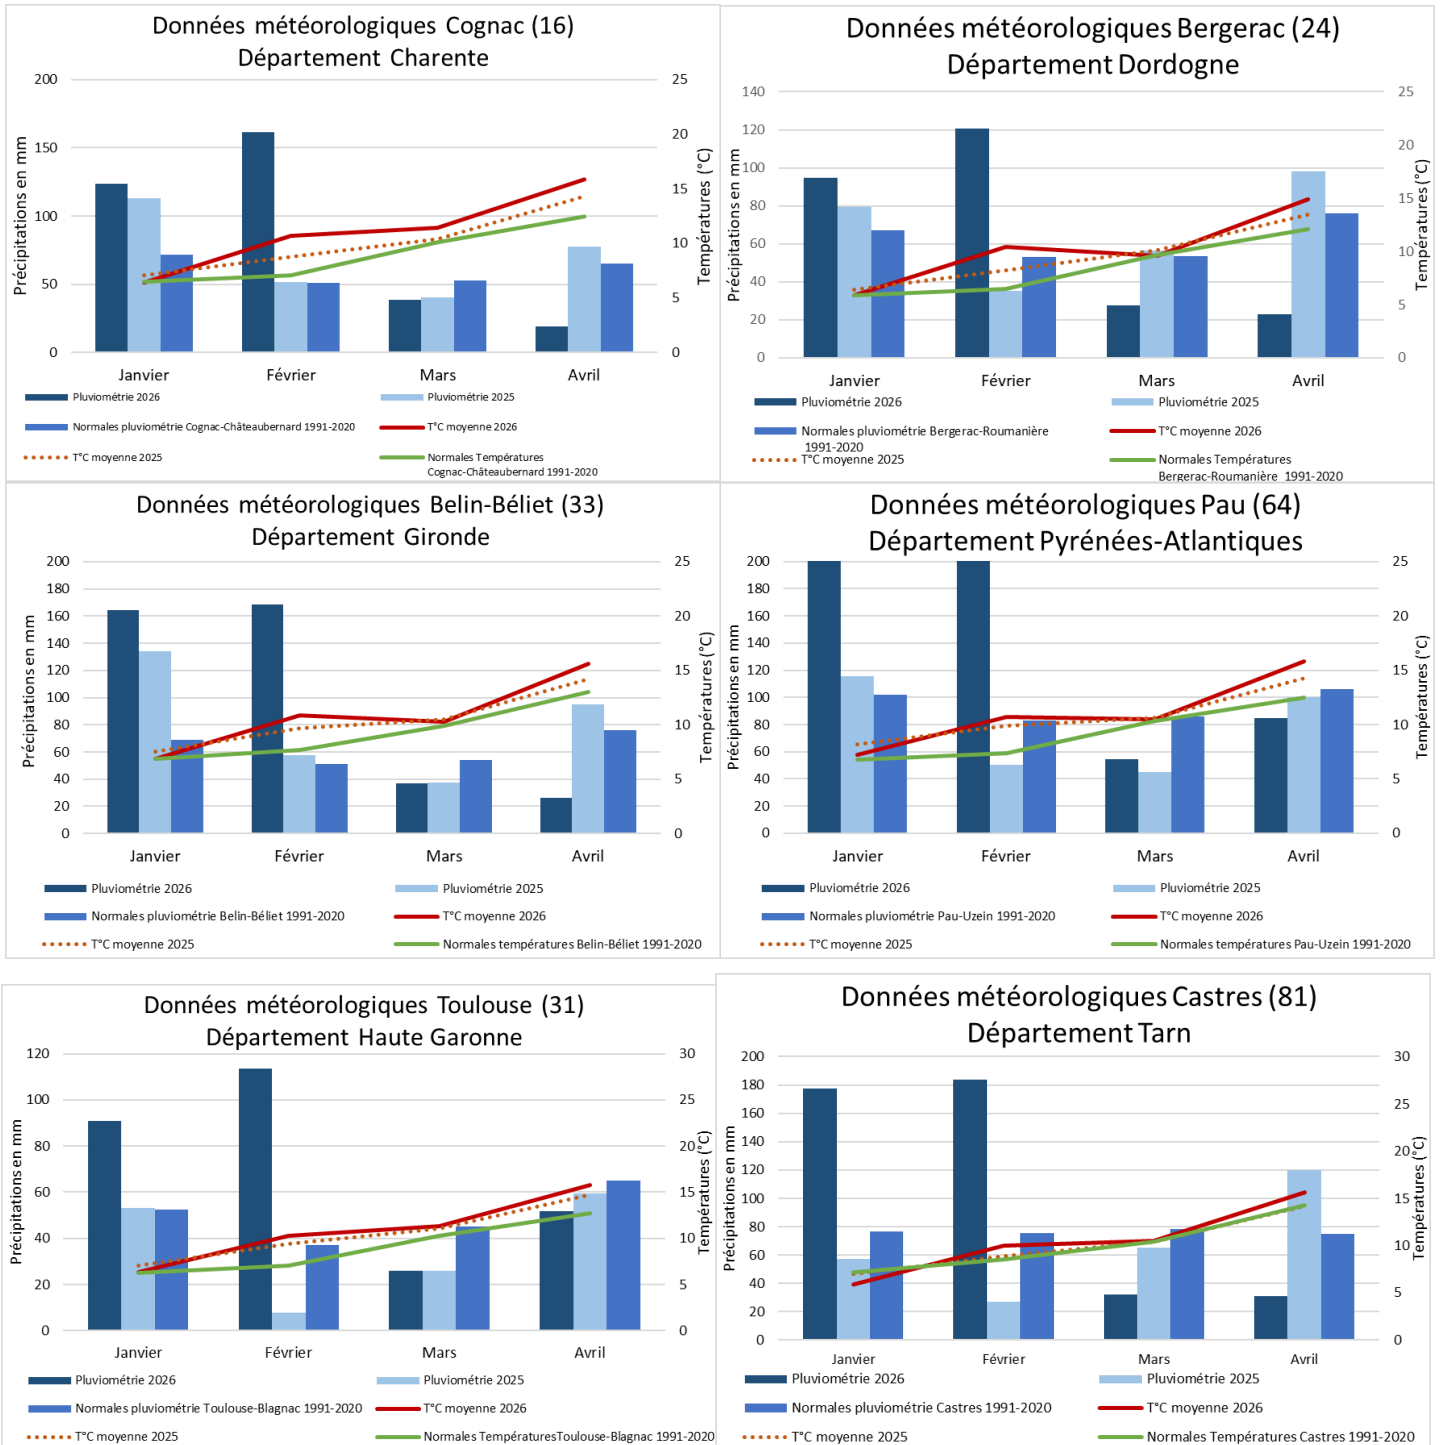 Données météorologiques Cognac (16)
Département Charente
200
150
100
50
0
25
20
15
10
5
0
Précipitations en mm
Températures (°C)
Janvier
Février
Mars
Avril
Pluviométrie 2026
Pluviométrie 2025
Normales pluviométrie Cognac-Châteaubernard 1991-2020
T°C moyenne 2026
T°C moyenne 2025
Normales Températures
Cognac-Châteaubernard 1991-2020
Données météorologiques Bergerac (24)
Département Dordogne
140
120
100
80
60
40
20
0
25
20
15
10
5
0
Précipitations en mm
Températures (°C)
Janvier
Février
Mars
Avril
Pluviométrie 2026
Pluviométrie 2025
Normales pluviométrie Bergerac-Roumanière
1991-2020
T°C moyenne 2026
T°C moyenne 2025
Normales Températures
Bergerac-Roumanière 1991-2020
Données météorologiques Belin-Béliet (33)
Département Gironde
200
180
160
140
120
100
80
60
40
20
0
25
20
15
10
5
0
Précipitations en mm
Températures (°C)
Janvier
Février
Mars
Avril
Pluviométrie 2026
Pluviométrie 2025
Normales pluviométrie Belin-Béliet 1991-2020
T°C moyenne 2026
T°C moyenne 2025
Normales températures Belin-Béliet 1991-2020
Données météorologiques Pau (64)
Département Pyrénées-Atlantiques
200
180
160
140
120
100
80
60
40
20
0
25
20
15
10
5
0
Précipitations en mm
Températures (°C)
Janvier
Février
Mars
Avril
Pluviométrie 2026
Pluviométrie 2025
Normales pluviométrie Pau-Uzein 1991-2020
T°C moyenne 2026
T°C moyenne 2025
Normales températures Pau-Uzein 1991-2020
Données météorologiques Toulouse (31)
Département Haute Garonne
120
100
80
60
40
20
0
30
25
20
15
10
5
0
Précipitations en mm
Températures (°C)
Janvier
Février
Mars
Avril
Pluviométrie 2026
Pluviométrie 2025
Normales pluviométrie Toulouse-Blagnac 1991-2020
T°C moyenne 2026
T°C moyenne 2025
Normales TempératuresToulouse-Blagnac 1991-2020
Données météorologiques Castres (81)
Département Tarn
200
180
160
140
120
100
80
60
40
20
0
30
25
20
15
10
5
0
Précipitations en mm
Températures (°C)
Janvier
Février
Mars
Avril
Pluviométrie 2026
Pluviométrie 2025
Normales pluviométrie Castres 1991-2020
T°C moyenne 2026
T°C moyenne 2025
Normales Températures Castres 1991-2020